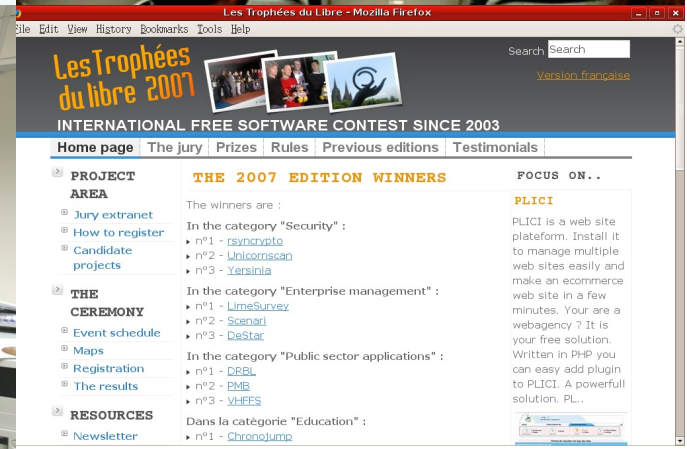 Les Trophées du Libre - Mozilla Firefox
File Edit View History Bookmarks Tools Help
Les Trophées
du libre 2007
Search Search
Version française
INTERNATIONAL FREE SOFTWARE CONTEST SINCE 2003
Home page The jury Prizes Rules Previous editions Testimonials
PROJECT
AREA
Jury extranet
How to register
Candidate
projects
THE
CEREMONY
Event schedule
Maps
Registration
The results
RESOURCES
Newsletter
THE 2007 EDITION WINNERS
The winners are :
In the category "Security" :
n°1 - rsyncrypto
n°2 - Unicornscan
n°3 - Yersinia
In the category "Enterprise management" :
n°1 - LimeSurvey
n°2 - Scenari
n°3 - DeStar
In the category "Public sector applications" :
n°1 - DRBL
n°2 - PMB
n°3 - VHFFS
Dans la catégorie "Education" :
n°1 - Chronojump
FOCUS ON..
PLICI
PLICI is a web site
plateform. Install it
to manage multiple
web sites easily and
make an ecommerce
web site in a few
minutes. Your are a
webagency ? It is
your free solution.
Written in PHP you
can easy add plugin
to PLICI. A powerfull
solution. PL..